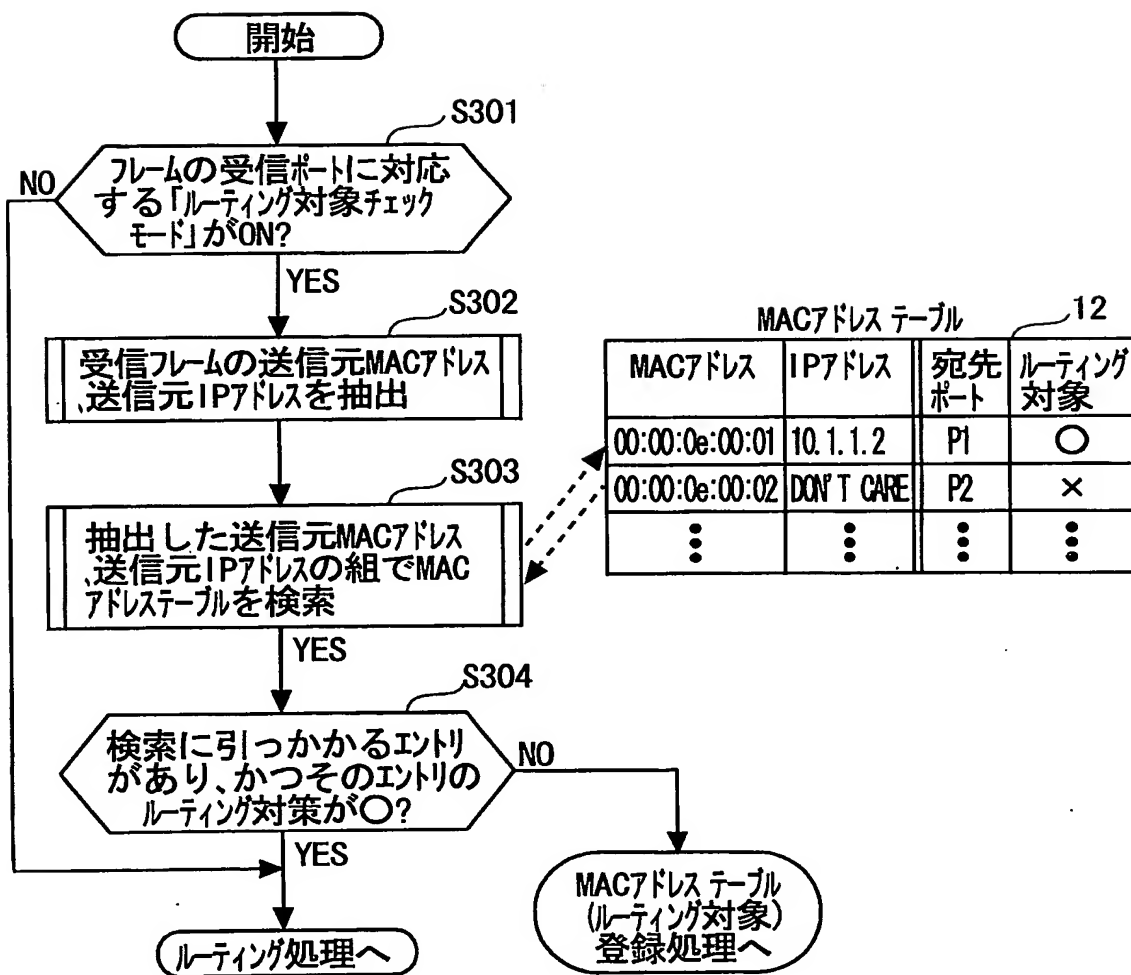 開始
S301
フレームの受信ポートに対応
する「ルーティング対象チェック
モード」がON?
NO
YES
S302
受信フレームの送信元MACアドレス
、送信元IPアドレスを抽出
S303
抽出した送信元MACアドレス
、送信元IPアドレスの組でMAC
アドレステーブルを検索
YES
S304
検索に引っかかるエントリ
があり、かつそのエントリの
ルーティング対策が〇?
NO
YES
ルーティング処理へ
MACアドレス テーブル
(ルーティング対象)
登録処理へ
MACアドレス テーブル
12
MACアドレス IPアドレス 宛先ポート ルーティング対象
00:00:0e:00:01 10.1.1.2 P1 〇
00:00:0e:00:02 DON'T CARE P2 ×